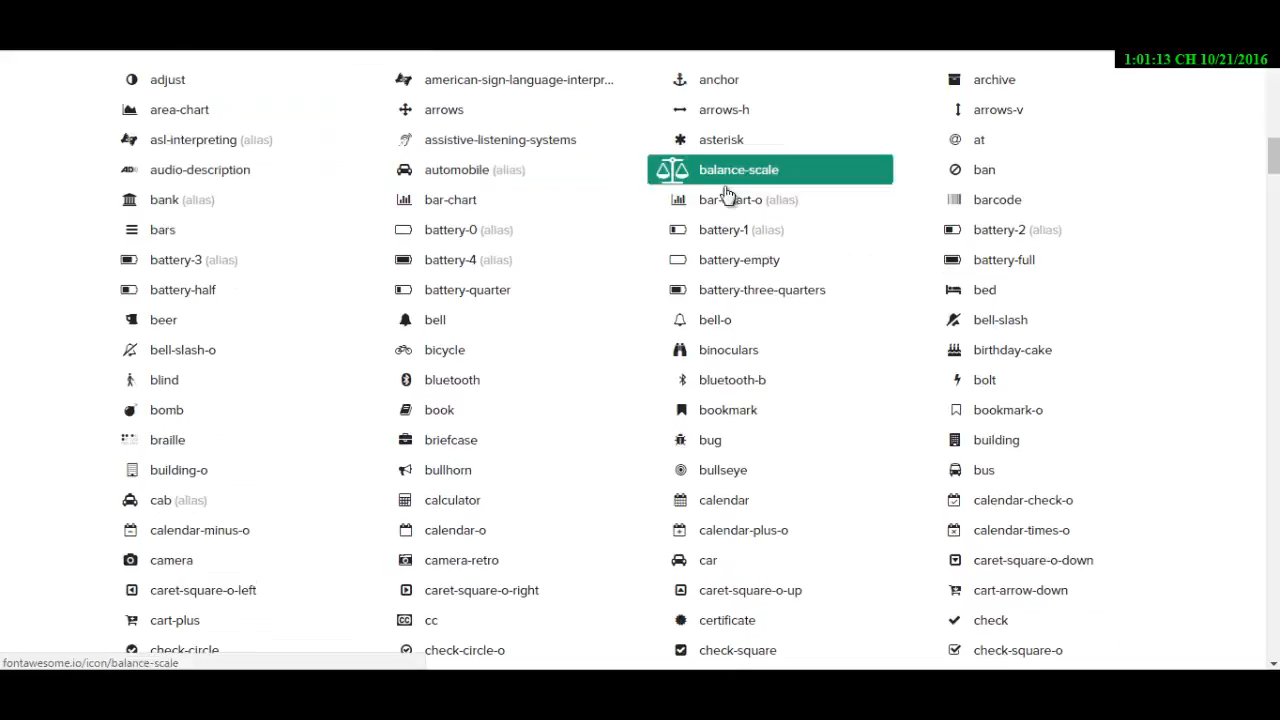 1:01:13 CH 10/21/2016
adjust american-sign-language-interpr... anchor archive
area-chart arrows arrows-h arrows-v
asl-interpreting (alias) assistive-listening-systems asterisk at
audio-description automobile (alias) balance-scale ban
bank (alias) bar-chart bar-chart-o (alias) barcode
bars battery-0 (alias) battery-1 (alias) battery-2 (alias)
battery-3 (alias) battery-4 (alias) battery-empty battery-full
battery-half battery-quarter battery-three-quarters bed
beer bell bell-o bell-slash
bell-slash-o bicycle binoculars birthday-cake
blind bluetooth bluetooth-b bolt
bomb book bookmark bookmark-o
braille briefcase bug building
building-o bullhorn bullseye bus
cab (alias) calculator calendar calendar-check-o
calendar-minus-o calendar-o calendar-plus-o calendar-times-o
camera camera-retro car caret-square-o-down
caret-square-o-left caret-square-o-right caret-square-o-up cart-arrow-down
cart-plus cc certificate check
check-circle check-circle-o check-square check-square-o
fontawesome.io/icon/balance-scale